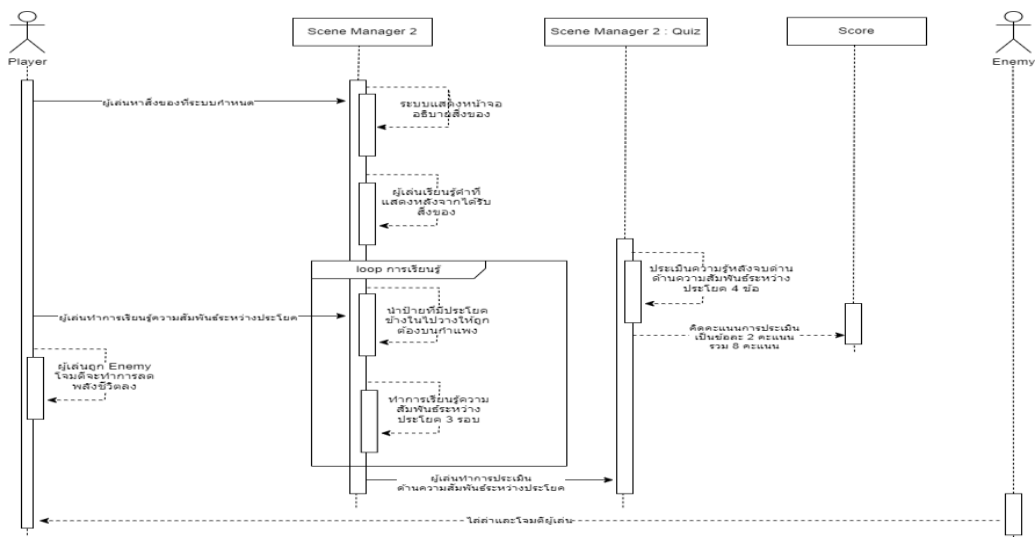 Scene Manager 2
Scene Manager 2 : Quiz
Score
Player
Enemy
ผู้เล่นหาสิ่งของที่ระบบกำหนด
ระบบแสดงหน้าจอ
อธิบายสิ่งของ
ผู้เล่นเรียนรู้คำที่
แสดงหลังจากได้รับ
สิ่งของ
loop การเรียนรู้
ประเมินความรู้หลังจบด่าน
ด้านความสัมพันธ์ระหว่าง
ประโยค 4 ข้อ
ผู้เล่นทำการเรียนรู้ความสัมพันธ์ระหว่างประโยค
นำป้ายที่มีประโยค
ข้างในไปวางให้ถูก
ต้องบนกำแพง
คิดคะแนนการประเมิน
เป็นข้อละ 2 คะแนน
รวม 8 คะแนน
ผู้เล่นถูก Enemy
โจมตีจะทำการลด
พลังชีวิตลง
ทำการเรียนรู้ความ
สัมพันธ์ระหว่าง
ประโยค 3 รอบ
ผู้เล่นทำการประเมิน
ด้านความสัมพันธ์ระหว่างประโยค
ไล่ล่าและโจมตีผู้เล่น